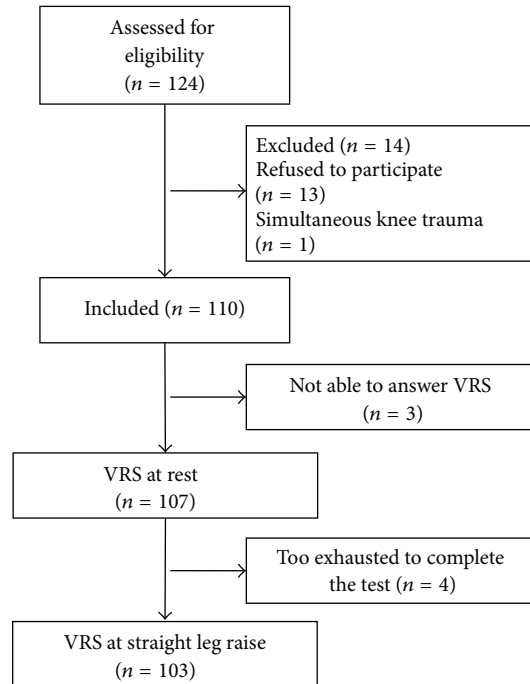 Assessed for
eligibility
(n = 124)
Excluded (n = 14)
Refused to participate
(n = 13)
Simultaneous knee trauma
(n = 1)
Included (n = 110)
Not able to answer VRS
(n = 3)
VRS at rest
(n = 107)
Too exhausted to complete
the test (n = 4)
VRS at straight leg raise
(n = 103)